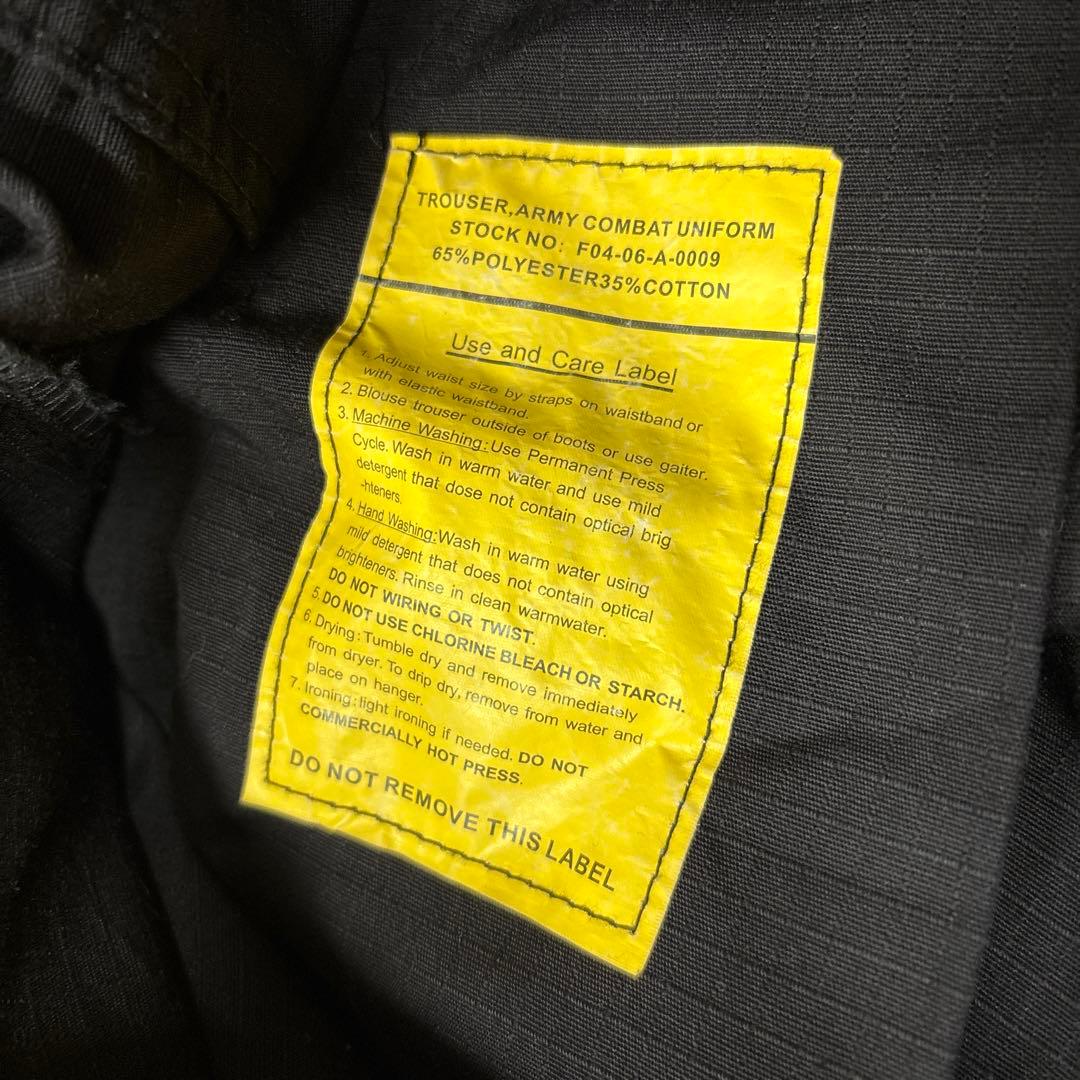 TROUSER,ARMY COMBAT UNIFORM
STOCK NO: F04-06-A-0009
65%POLYESTER35%COTTON
Use and Care Label
1. Adjust waist size by straps on waistband or
with elastic waistband.
2. Blouse trouser outside of boots or use gaiter.
3. Machine Washing:Use Permanent Press
Cycle. Wash in warm water and use mild
detergent that dose not contain optical brig
-hteners.
4. Hand Washing:Wash in warm water using
mild detergent that does not contain optical
brighteners. Rinse in clean warmwater.
DO NOT WIRING OR TWIST.
5. DO NOT USE CHLORINE BLEACH OR STARCH.
6. Drying:Tumble dry and remove immediately
from dryer. To drip dry, remove from water and
place on hanger.
7. Ironing:light ironing if needed. DO NOT
COMMERCIALLY HOT PRESS.
DO NOT REMOVE THIS LABEL